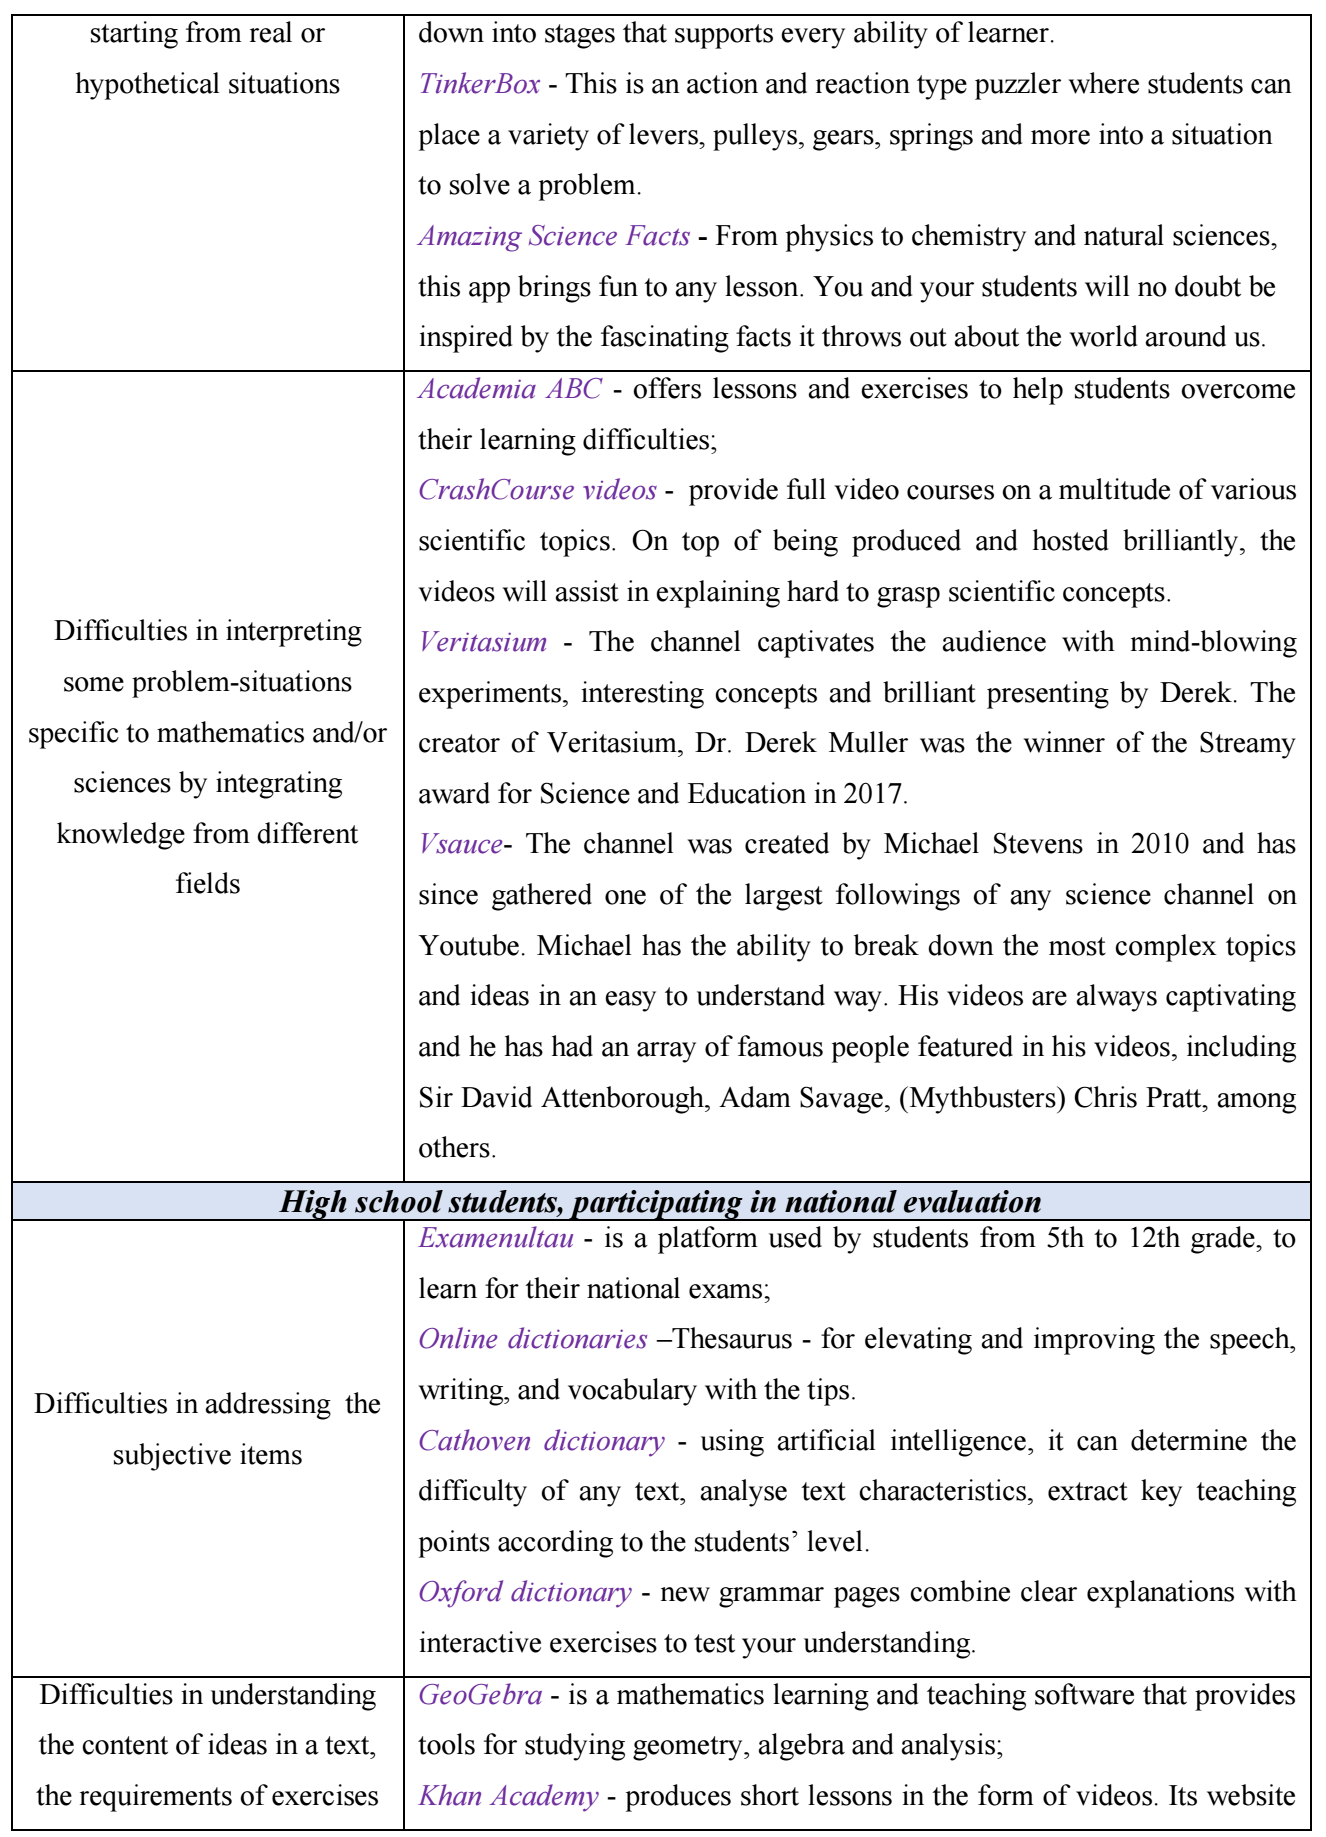 starting from real or
hypothetical situations
down into stages that supports every ability of learner.
TinkerBox - This is an action and reaction type puzzler where students can
place a variety of levers, pulleys, gears, springs and more into a situation
to solve a problem.
Amazing Science Facts - From physics to chemistry and natural sciences,
this app brings fun to any lesson. You and your students will no doubt be
inspired by the fascinating facts it throws out about the world around us.
Difficulties in interpreting
some problem-situations
specific to mathematics and/or
sciences by integrating
knowledge from different
fields
Academia ABC - offers lessons and exercises to help students overcome
their learning difficulties;
CrashCourse videos - provide full video courses on a multitude of various
scientific topics. On top of being produced and hosted brilliantly, the
videos will assist in explaining hard to grasp scientific concepts.
Veritasium - The channel captivates the audience with mind-blowing
experiments, interesting concepts and brilliant presenting by Derek. The
creator of Veritasium, Dr. Derek Muller was the winner of the Streamy
award for Science and Education in 2017.
Vsauce- The channel was created by Michael Stevens in 2010 and has
since gathered one of the largest followings of any science channel on
Youtube. Michael has the ability to break down the most complex topics
and ideas in an easy to understand way. His videos are always captivating
and he has had an array of famous people featured in his videos, including
Sir David Attenborough, Adam Savage, (Mythbusters) Chris Pratt, among
others.
High school students, participating in national evaluation
Difficulties in addressing the
subjective items
Examenultau - is a platform used by students from 5th to 12th grade, to
learn for their national exams;
Online dictionaries –Thesaurus - for elevating and improving the speech,
writing, and vocabulary with the tips.
Cathoven dictionary - using artificial intelligence, it can determine the
difficulty of any text, analyse text characteristics, extract key teaching
points according to the students’ level.
Oxford dictionary - new grammar pages combine clear explanations with
interactive exercises to test your understanding.
Difficulties in understanding
the content of ideas in a text,
the requirements of exercises
GeoGebra - is a mathematics learning and teaching software that provides
tools for studying geometry, algebra and analysis;
Khan Academy - produces short lessons in the form of videos. Its website